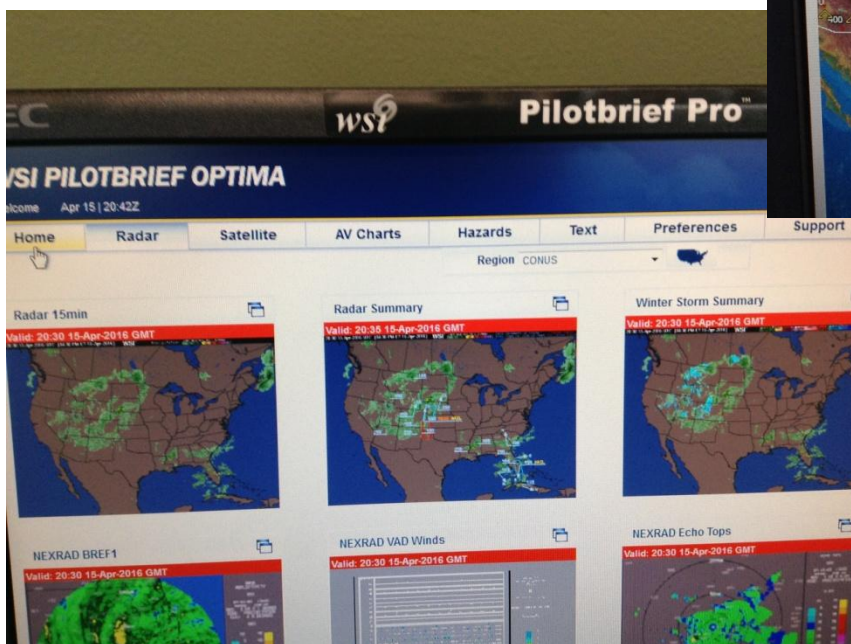 400
EC
wsi Pilotbrief Pro™
WSI PILOTBRIEF OPTIMA
elcome Apr 15 | 20:42Z
Home Radar Satellite AV Charts Hazards Text Preferences Support
Region CONUS
Radar 15min Radar Summary Winter Storm Summary
Valid: 20:30 15-Apr-2016 GMT Valid: 20:35 15-Apr-2016 GMT Valid: 20:30 15-Apr-2016 GMT
NEXRAD BREF1 NEXRAD VAD Winds NEXRAD Echo Tops
Valid: 20:30 15-Apr-2016 GMT Valid: 20:30 15-Apr-2016 GMT Valid: 20:30 15-Apr-2016 GMT